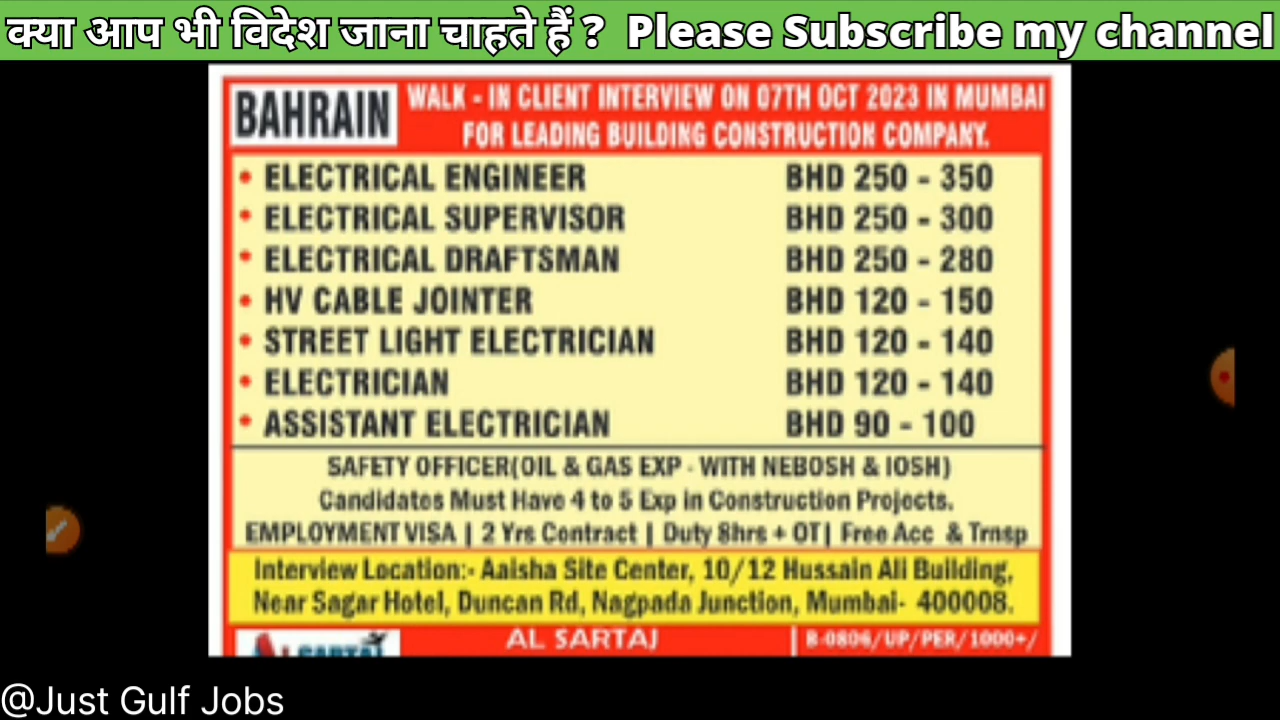 क्या आप भी विदेश जाना चाहते हैं ? Please Subscribe my channel
BAHRAIN
WALK - IN CLIENT INTERVIEW ON 07TH OCT 2023 IN MUMBAI
FOR LEADING BUILDING CONSTRUCTION COMPANY.
• ELECTRICAL ENGINEER BHD 250 - 350
• ELECTRICAL SUPERVISOR BHD 250 - 300
• ELECTRICAL DRAFTSMAN BHD 250 - 280
• HV CABLE JOINTER BHD 120 - 150
• STREET LIGHT ELECTRICIAN BHD 120 - 140
• ELECTRICIAN BHD 120 - 140
• ASSISTANT ELECTRICIAN BHD 90 - 100
SAFETY OFFICER(OIL & GAS EXP - WITH NEBOSH & IOSH)
Candidates Must Have 4 to 5 Exp in Construction Projects.
EMPLOYMENT VISA | 2 Yrs Contract | Duty 8hrs + OT | Free Acc & Trnsp
Interview Location:- Aaisha Site Center, 10/12 Hussain Ali Building,
Near Sagar Hotel, Duncan Rd, Nagpada Junction, Mumbai- 400008.
AL SARTAJ
B-0806/UP/PER/1000+/
@Just Gulf Jobs